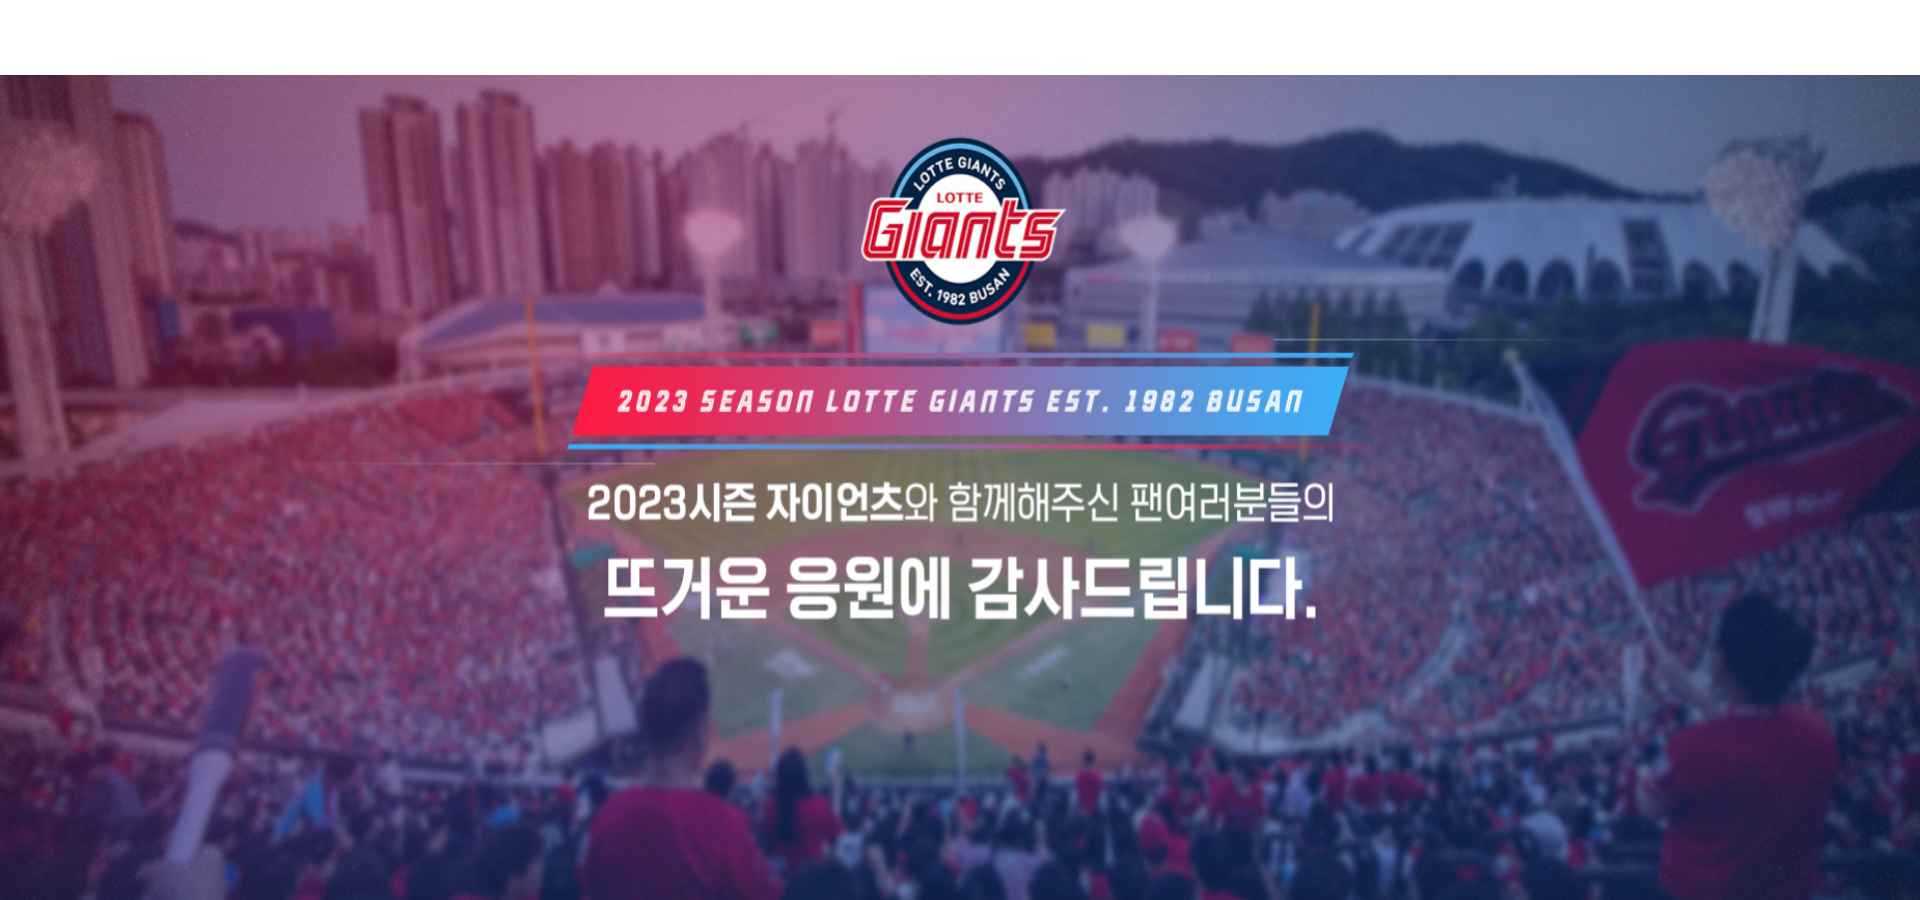 LOTTE GIANTS
LOTTE
Giants
EST. 1982 BUSAN
2023 SEASON LOTTE GIANTS EST. 1982 BUSAN
2023시즌 자이언츠와 함께해주신 팬여러분들의
뜨거운 응원에 감사드립니다.
Giants